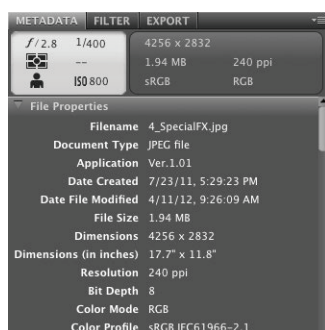 METADATA FILTER EXPORT
f/2.8 1/400 4256 x 2832
-- 1.94 MB 240 ppi
ISO 800 sRGB RGB
File Properties
Filename 4_SpecialFX.jpg
Document Type JPEG file
Application Ver.1.01
Date Created 7/23/11, 5:29:23 PM
Date File Modified 4/11/12, 9:26:09 AM
File Size 1.94 MB
Dimensions 4256 x 2832
Dimensions (in inches) 17.7" x 11.8"
Resolution 240 ppi
Bit Depth 8
Color Mode RGB
Color Profile sRGB IEC61966-2.1